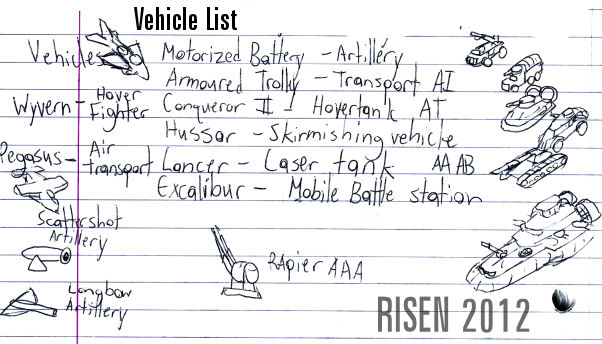 Vehicle List
Vehicles
Motorized Battery - Artillery
Armoured Trolly - Transport AI
Wyvern - Hover Fighter
Conqueror II - Hovertank AT
Hussar - Skirmishing vehicle
Pegasus - Air transport
Lancer - Laser tank AA AB
Excalibur - Mobile Battle station
Scattershot
Artillery
Rapier AAA
Longbow
Artillery
RISEN 2012